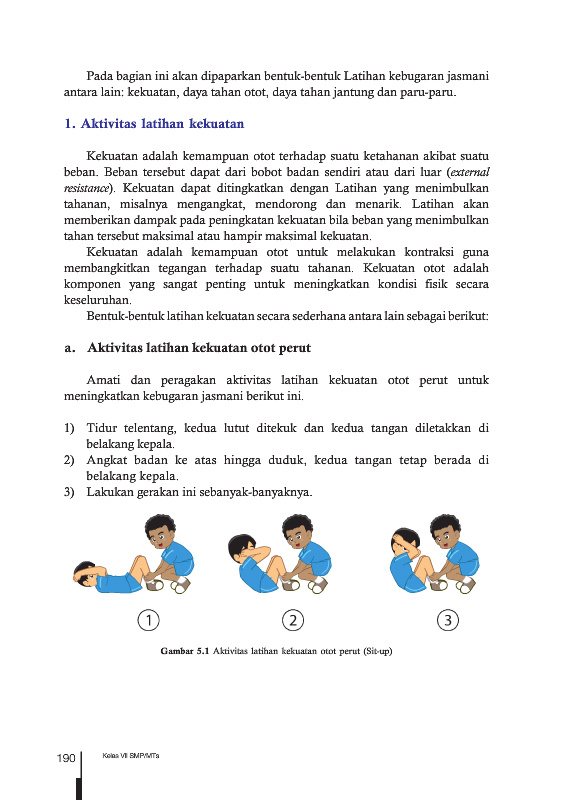 Pada bagian ini akan dipaparkan bentuk-bentuk Latihan kebugaran jasmani
antara lain: kekuatan, daya tahan otot, daya tahan jantung dan paru-paru.
1. Aktivitas latihan kekuatan
Kekuatan adalah kemampuan otot terhadap suatu ketahanan akibat suatu
beban. Beban tersebut dapat dari bobot badan sendiri atau dari luar (external
resistance). Kekuatan dapat ditingkatkan dengan Latihan yang menimbulkan
tahanan, misalnya mengangkat, mendorong dan menarik. Latihan akan
memberikan dampak pada peningkatan kekuatan bila beban yang menimbulkan
tahan tersebut maksimal atau hampir maksimal kekuatan.
Kekuatan adalah kemampuan otot untuk melakukan kontraksi guna
membangkitkan tegangan terhadap suatu tahanan. Kekuatan otot adalah
komponen yang sangat penting untuk meningkatkan kondisi fisik secara
keseluruhan.
Bentuk-bentuk latihan kekuatan secara sederhana antara lain sebagai berikut:
a. Aktivitas latihan kekuatan otot perut
Amati dan peragakan aktivitas latihan kekuatan otot perut untuk
meningkatkan kebugaran jasmani berikut ini.
1) Tidur telentang, kedua lutut ditekuk dan kedua tangan diletakkan di
belakang kepala.
2) Angkat badan ke atas hingga duduk, kedua tangan tetap berada di
belakang kepala.
3) Lakukan gerakan ini sebanyak-banyaknya.
1 2 3
Gambar 5.1 Aktivitas latihan kekuatan otot perut (Sit-up)
190 Kelas VII SMP/MTs